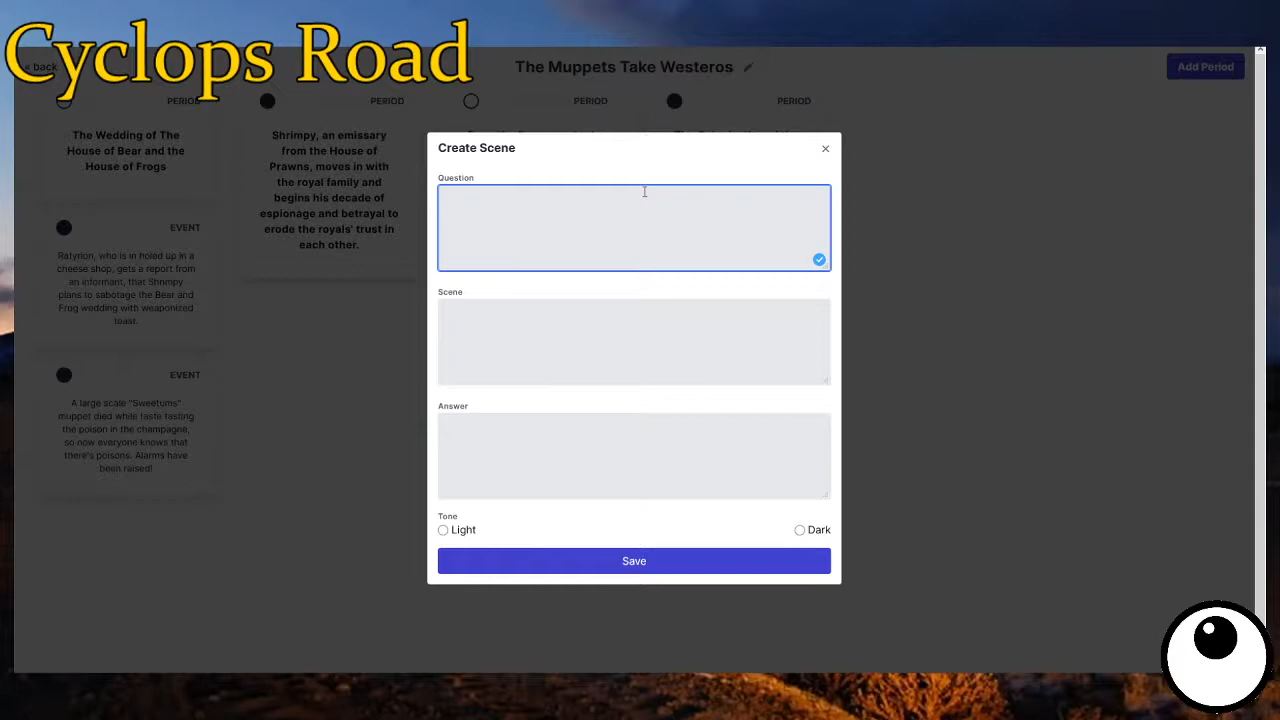 Cyclops Road
< back
The Muppets Take Westeros
Add Period
PERIOD
PERIOD
PERIOD
PERIOD
The Wedding of The
House of Bear and the
House of Frogs
Shrimpy, an emissary
from the House of
Prawns, moves in with
the royal family and
begins his decade of
espionage and betrayal to
erode the royals' trust in
each other.
EVENT
Ratyrion, who is in holed up in a
cheese shop, gets a report from
an informant, that Shrimpy
plans to sabotage the Bear and
Frog wedding with weaponized
toast.
EVENT
A large scale "Sweetums"
muppet died while taste tasting
the poison in the champagne,
so now everyone knows that
there's poisons. Alarms have
been raised!
Create Scene
×
Question
Scene
Answer
Tone
Light
Dark
Save